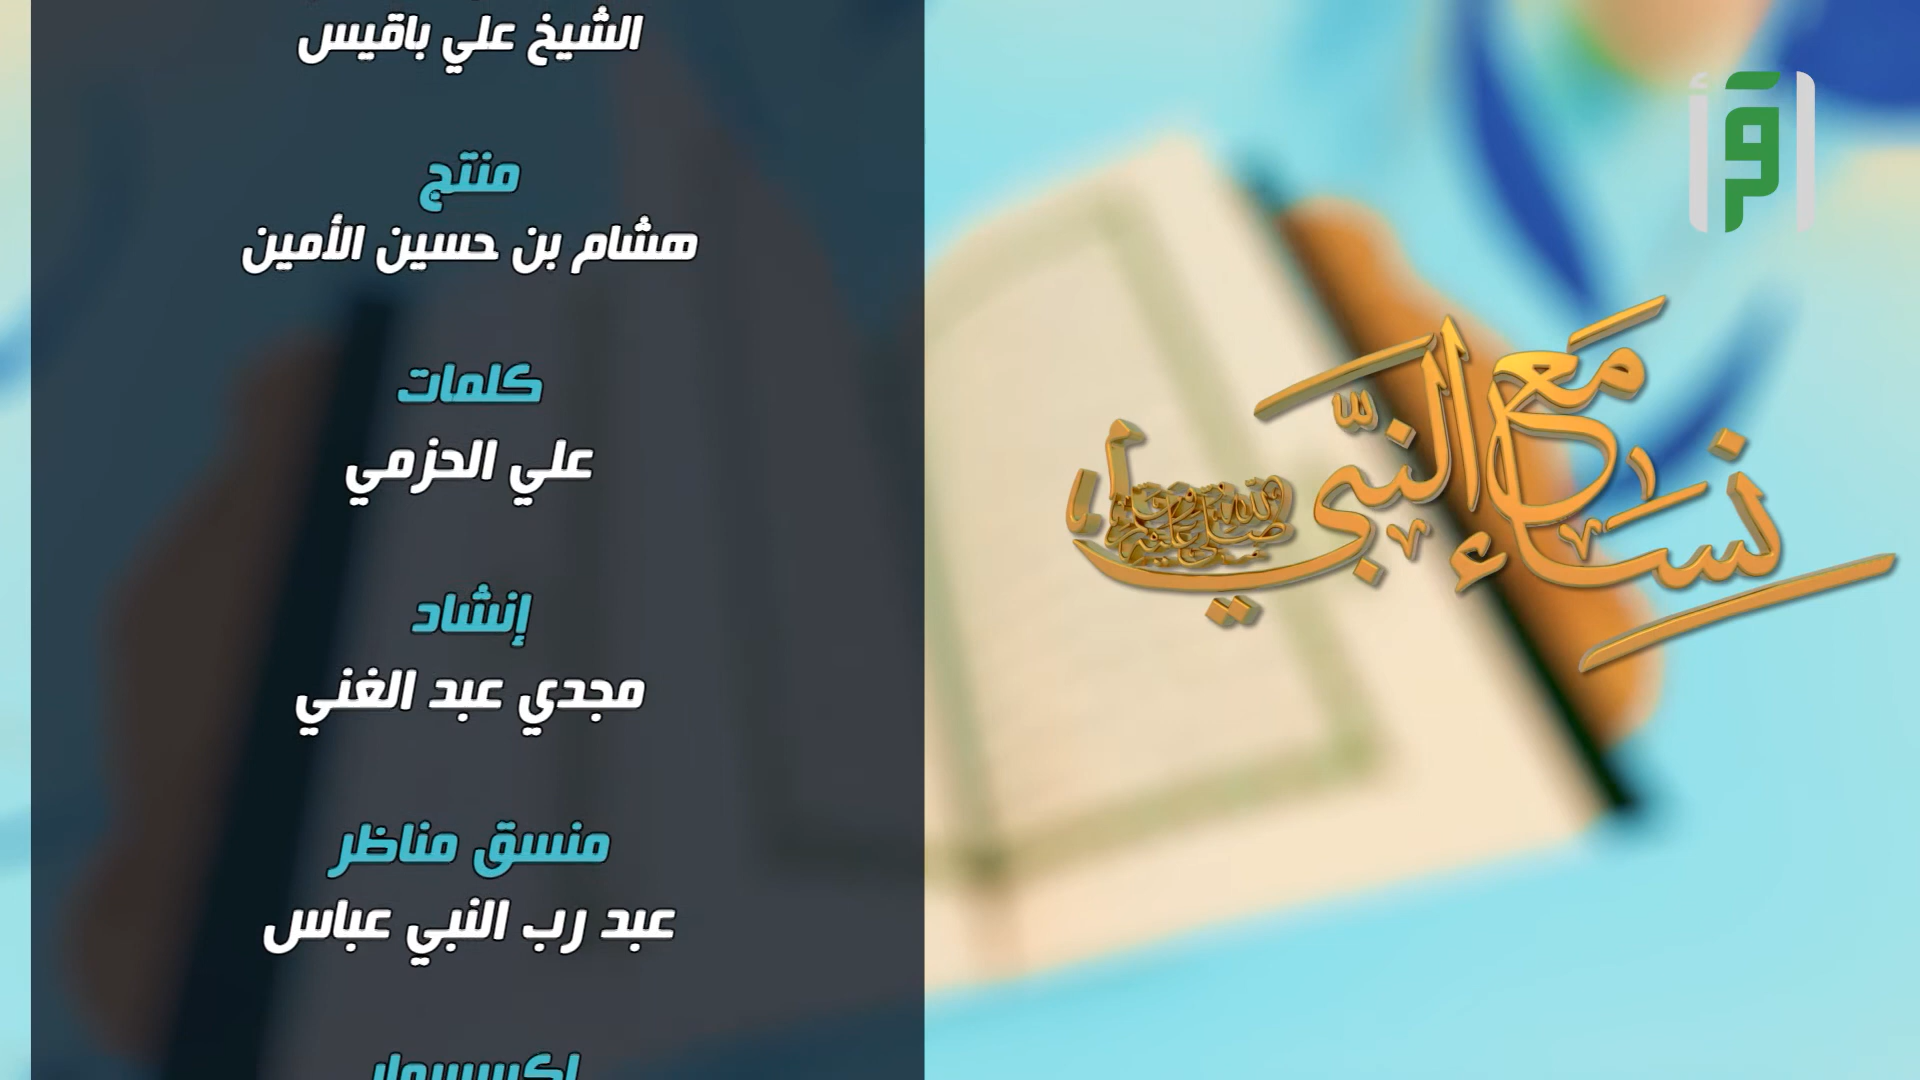 الشيخ علي باقيس
منتج
هشام بن حسين الأمين
كلمات
علي الحزمي
إنشاد
مجدي عبد الغني
منسق مناظر
عبد رب النبي عباس
اكسسوار
اقرأ
نساء مع النبي
صلى الله عليه وسلم